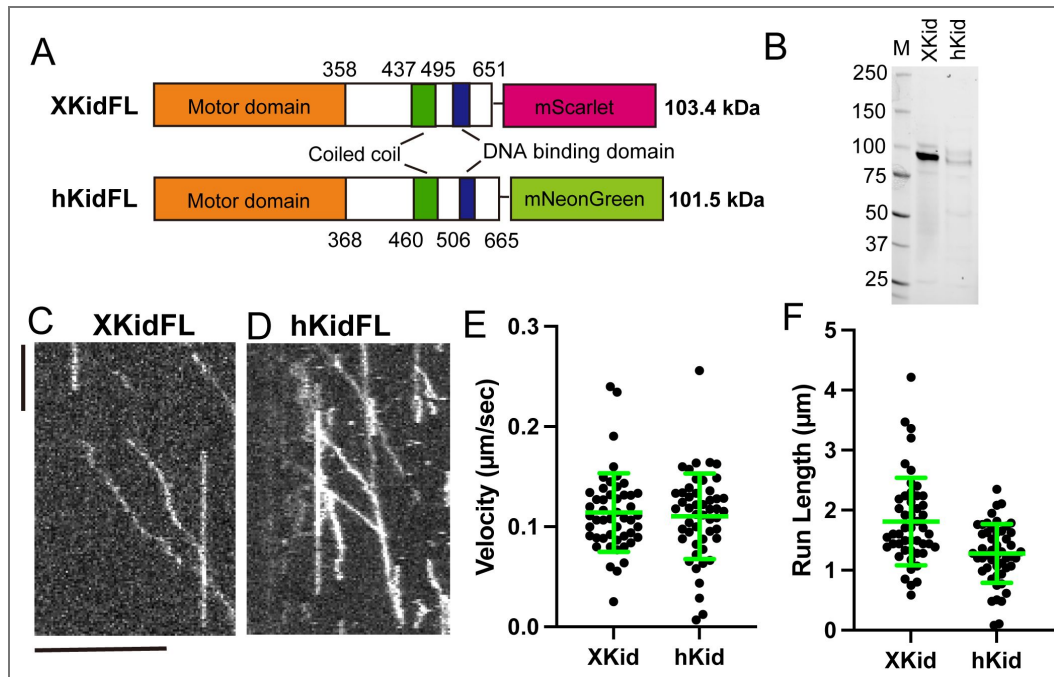 A
358 437 495 651
XKidFL Motor domain mScarlet 103.4 kDa
Coiled coil DNA binding domain
hKidFL Motor domain mNeonGreen 101.5 kDa
368 460 506 665
B
M XKid hKid
250
150
100
75
50
37
25
C XKidFL
D hKidFL
E
Velocity (µm/sec)
0.3
0.2
0.1
0.0
XKid hKid
F
Run Length (µm)
5
4
3
2
1
0
XKid hKid